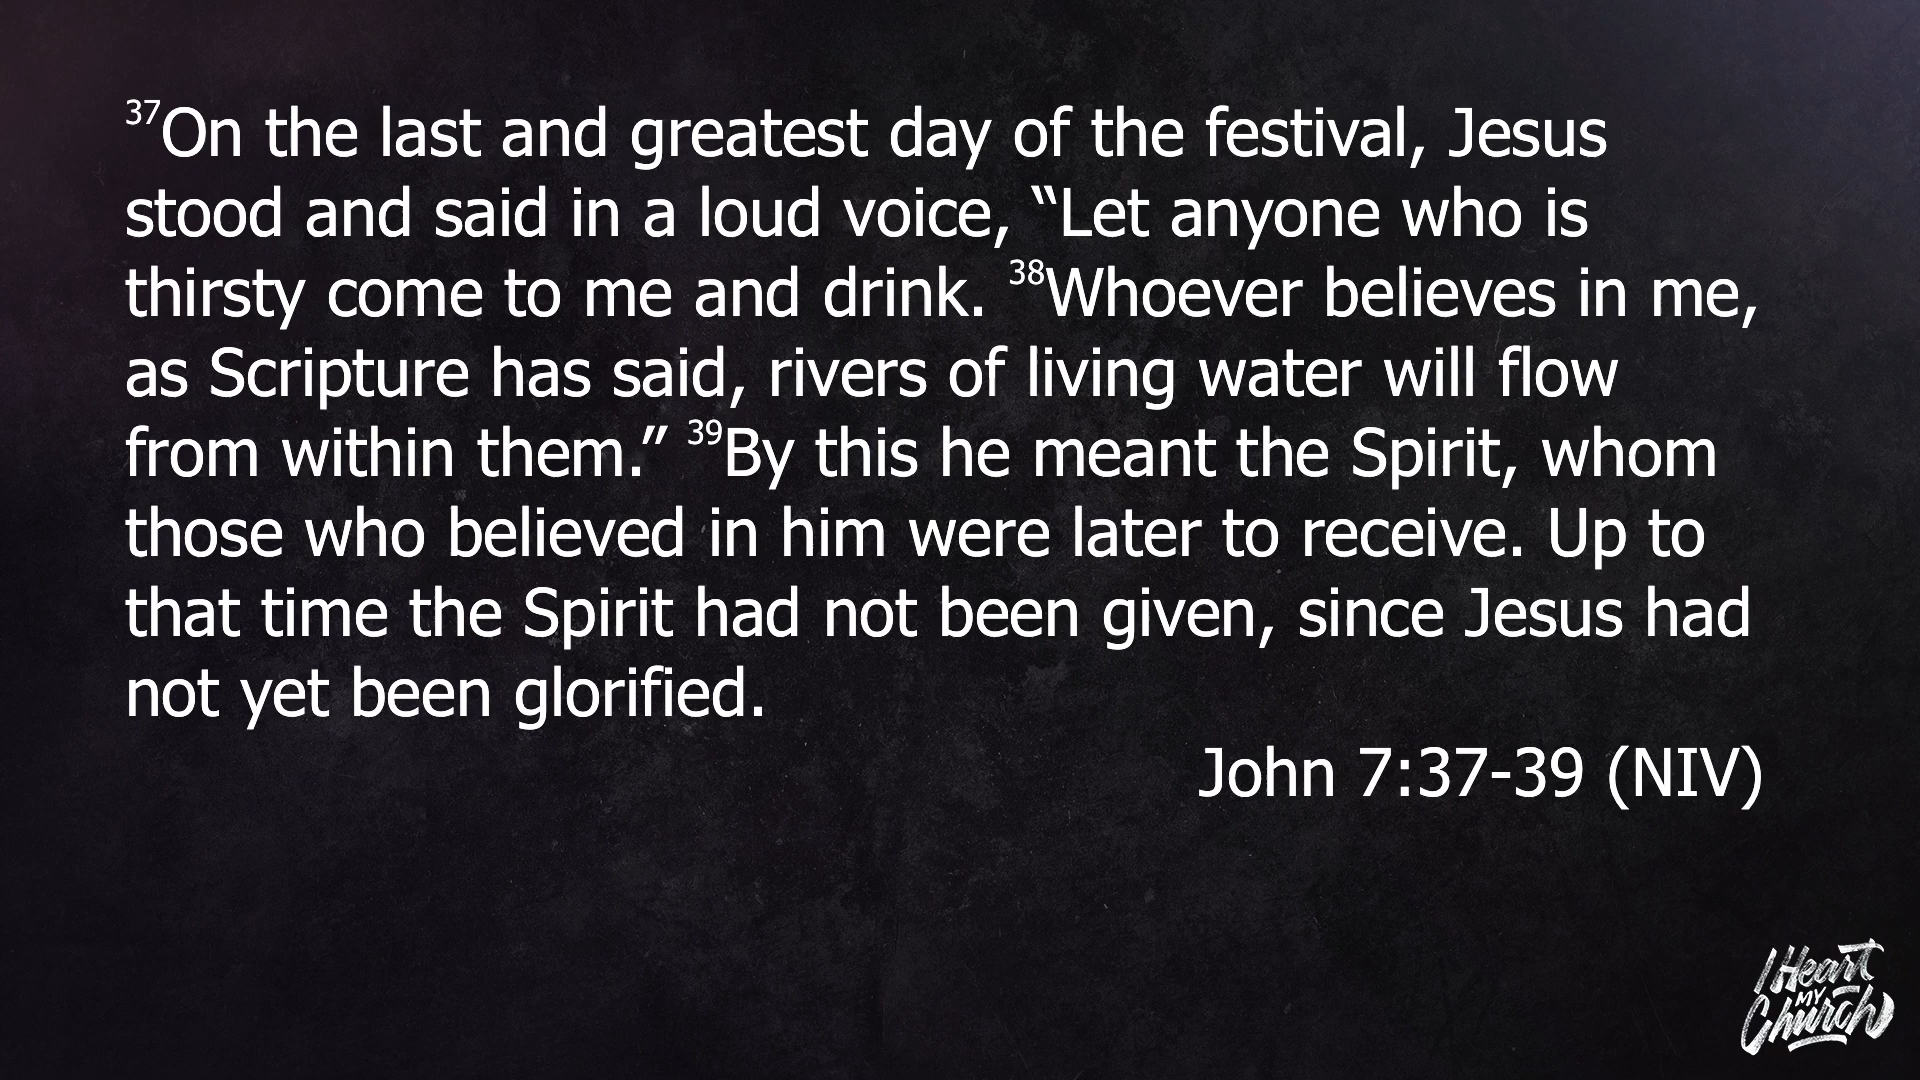 37On the last and greatest day of the festival, Jesus
stood and said in a loud voice, “Let anyone who is
thirsty come to me and drink. 38Whoever believes in me,
as Scripture has said, rivers of living water will flow
from within them.” 39By this he meant the Spirit, whom
those who believed in him were later to receive. Up to
that time the Spirit had not been given, since Jesus had
not yet been glorified.
John 7:37-39 (NIV)
I Heart
MY
Church